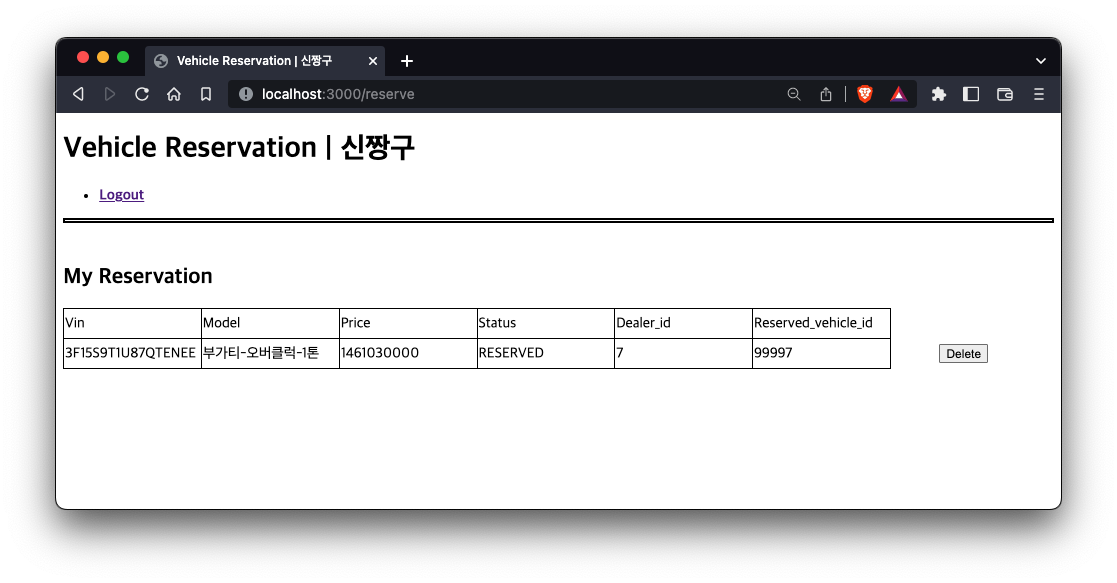 Vehicle Reservation | 신짱구
localhost:3000/reserve
Vehicle Reservation | 신짱구
Logout
My Reservation
Vin Model Price Status Dealer_id Reserved_vehicle_id
3F15S9T1U87QTENEE 부가티-오버클럭-1톤 1461030000 RESERVED 7 99997 Delete